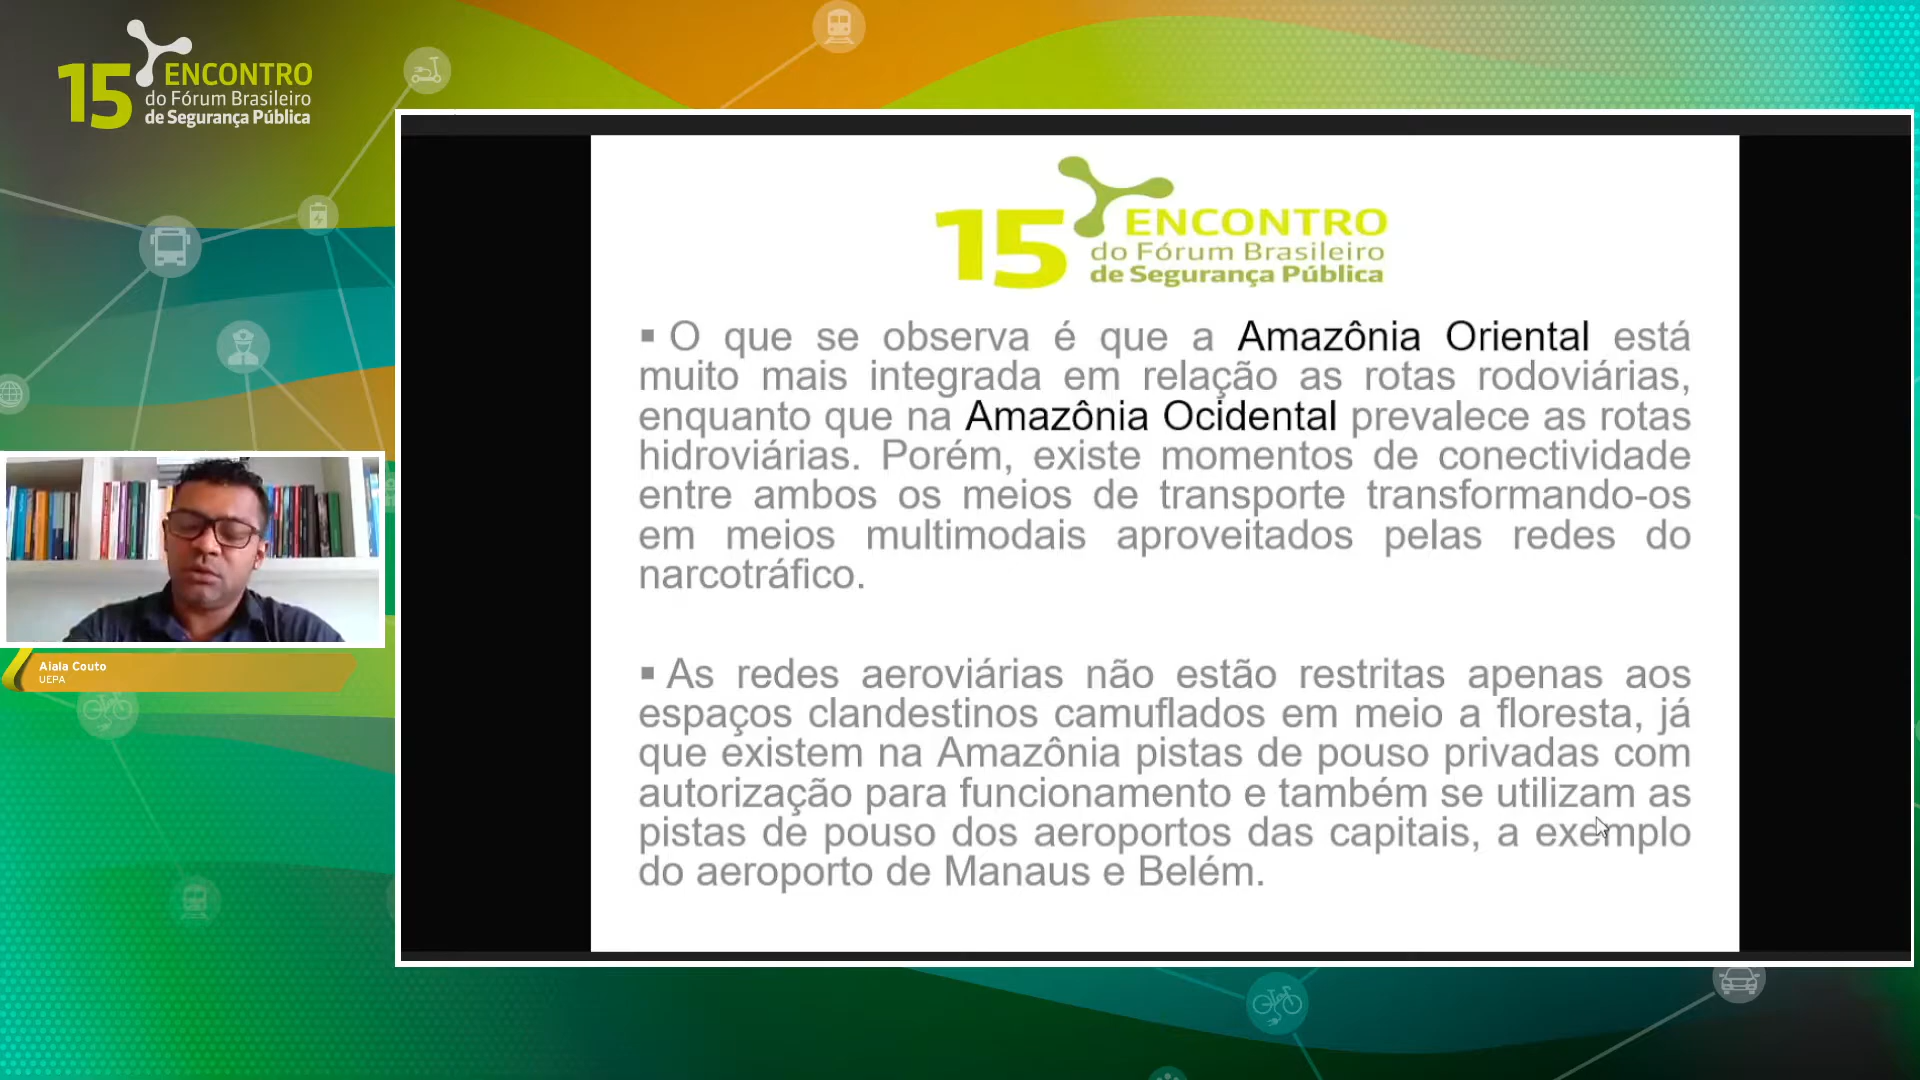 15 ENCONTRO
do Fórum Brasileiro
de Segurança Pública
15 ENCONTRO
do Fórum Brasileiro
de Segurança Pública
▪ O que se observa é que a Amazônia Oriental está
muito mais integrada em relação as rotas rodoviárias,
enquanto que na Amazônia Ocidental prevalece as rotas
hidroviárias. Porém, existe momentos de conectividade
entre ambos os meios de transporte transformando-os
em meios multimodais aproveitados pelas redes do
narcotráfico.
▪ As redes aeroviárias não estão restritas apenas aos
espaços clandestinos camuflados em meio a floresta, já
que existem na Amazônia pistas de pouso privadas com
autorização para funcionamento e também se utilizam as
pistas de pouso dos aeroportos das capitais, a exemplo
do aeroporto de Manaus e Belém.
Aiala Couto
UEPA